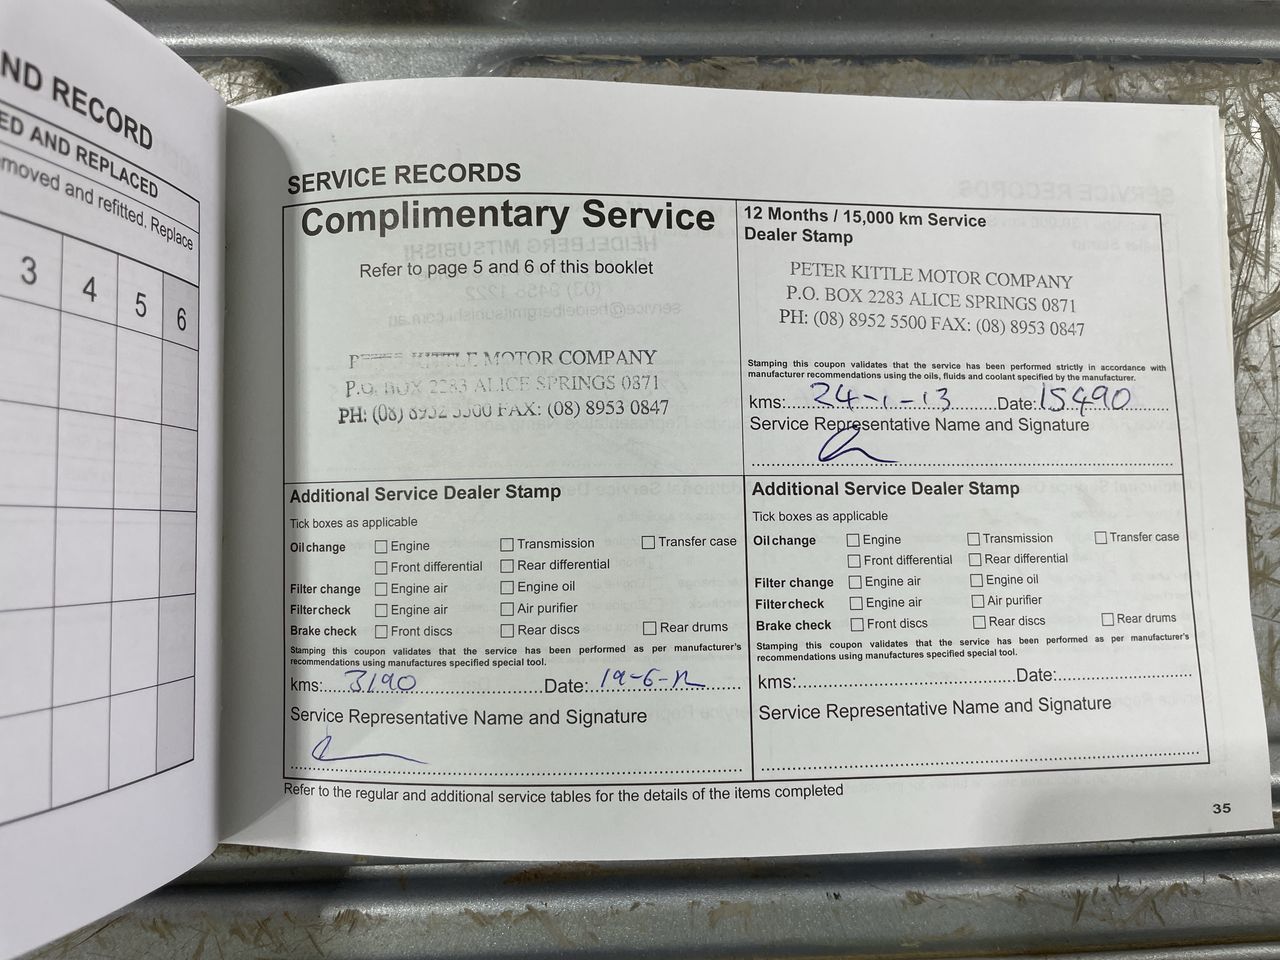 ND RECORD
ED AND REPLACED
moved and refitted. Replace
3 4 5 6
SERVICE RECORDS
Complimentary Service
Refer to page 5 and 6 of this booklet
PETER KITTLE MOTOR COMPANY
P.O. BOX 2283 ALICE SPRINGS 0871
PH: (08) 8952 5500 FAX: (08) 8953 0847
12 Months / 15,000 km Service
Dealer Stamp
PETER KITTLE MOTOR COMPANY
P.O. BOX 2283 ALICE SPRINGS 0871
PH: (08) 8952 5500 FAX: (08) 8953 0847
Stamping this coupon validates that the service has been performed strictly in accordance with
manufacturer recommendations using the oils, fluids and coolant specified by the manufacturer.
kms: 24-1-13 Date: 15490
Service Representative Name and Signature
Additional Service Dealer Stamp
Tick boxes as applicable
Oil change Engine Transmission Transfer case
Front differential Rear differential
Filter change Engine air Engine oil
Filter check Engine air Air purifier
Brake check Front discs Rear discs Rear drums
Stamping this coupon validates that the service has been performed as per manufacturer's
recommendations using manufactures specified special tool.
kms: 3190 Date: 19-6-12
Service Representative Name and Signature
Additional Service Dealer Stamp
Tick boxes as applicable
Oil change Engine Transmission Transfer case
Front differential Rear differential
Filter change Engine air Engine oil
Filter check Engine air Air purifier
Brake check Front discs Rear discs Rear drums
Stamping this coupon validates that the service has been performed as per manufacturer's
recommendations using manufactures specified special tool.
kms: Date:
Service Representative Name and Signature
Refer to the regular and additional service tables for the details of the items completed
35